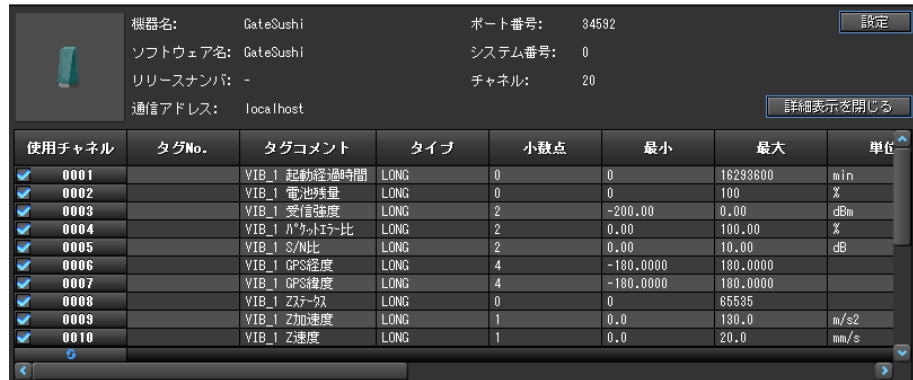 機器名: GateSushi ポート番号: 34592 設定
ソフトウェア名: GateSushi システム番号: 0
リリースナンバ: - チャネル: 20
通信アドレス: localhost 詳細表示を閉じる
使用チャネル タグNo. タグコメント タイプ 小数点 最小 最大 単位
0001 VIB_1 起動経過時間 LONG 0 0 16293600 min
0002 VIB_1 電池残量 LONG 0 0 100 %
0003 VIB_1 受信強度 LONG 2 -200.00 0.00 dBm
0004 VIB_1 ﾊﾟｹｯﾄｴﾗｰ比 LONG 2 0.00 100.00 %
0005 VIB_1 S/N比 LONG 2 0.00 10.00 dB
0006 VIB_1 GPS経度 LONG 4 -180.0000 180.0000
0007 VIB_1 GPS緯度 LONG 4 -180.0000 180.0000
0008 VIB_1 Zｽﾃｰﾀｽ LONG 0 0 65535
0009 VIB_1 Z加速度 LONG 1 0.0 130.0 m/s2
0010 VIB_1 Z速度 LONG 1 0.0 20.0 mm/s